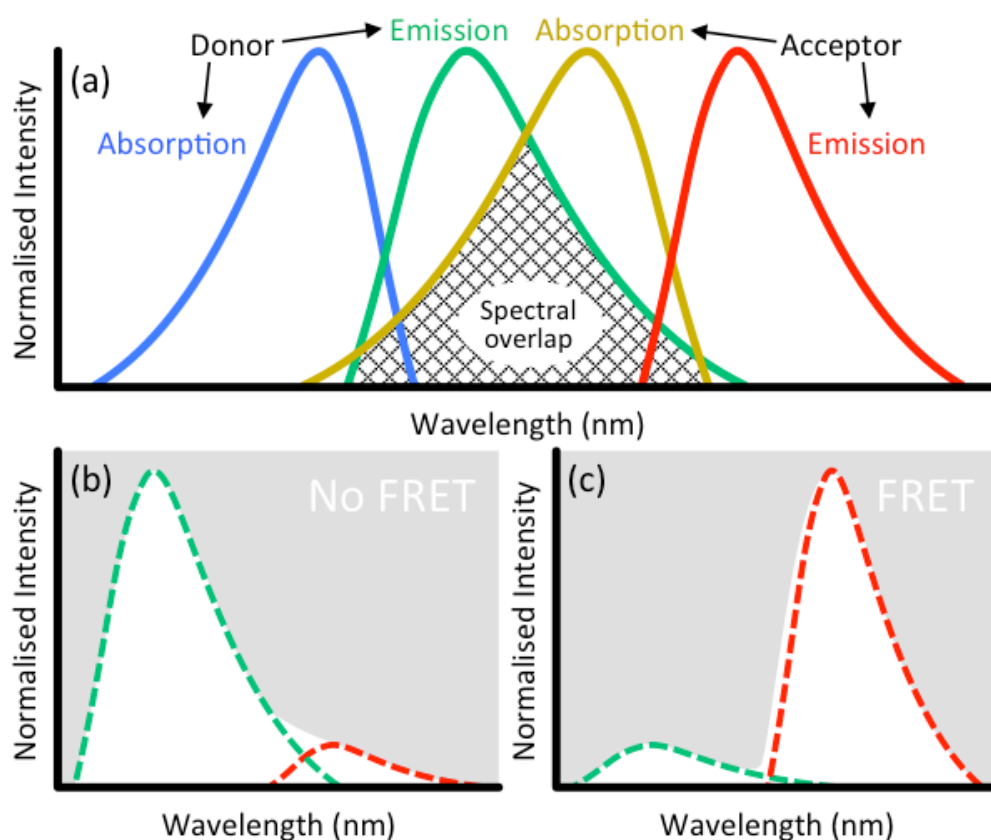 Donor Emission Absorption Acceptor
(a)
Absorption Emission
Normalised Intensity
Spectral
overlap
Wavelength (nm)
(b) No FRET
Normalised Intensity
Wavelength (nm)
(c) FRET
Normalised Intensity
Wavelength (nm)